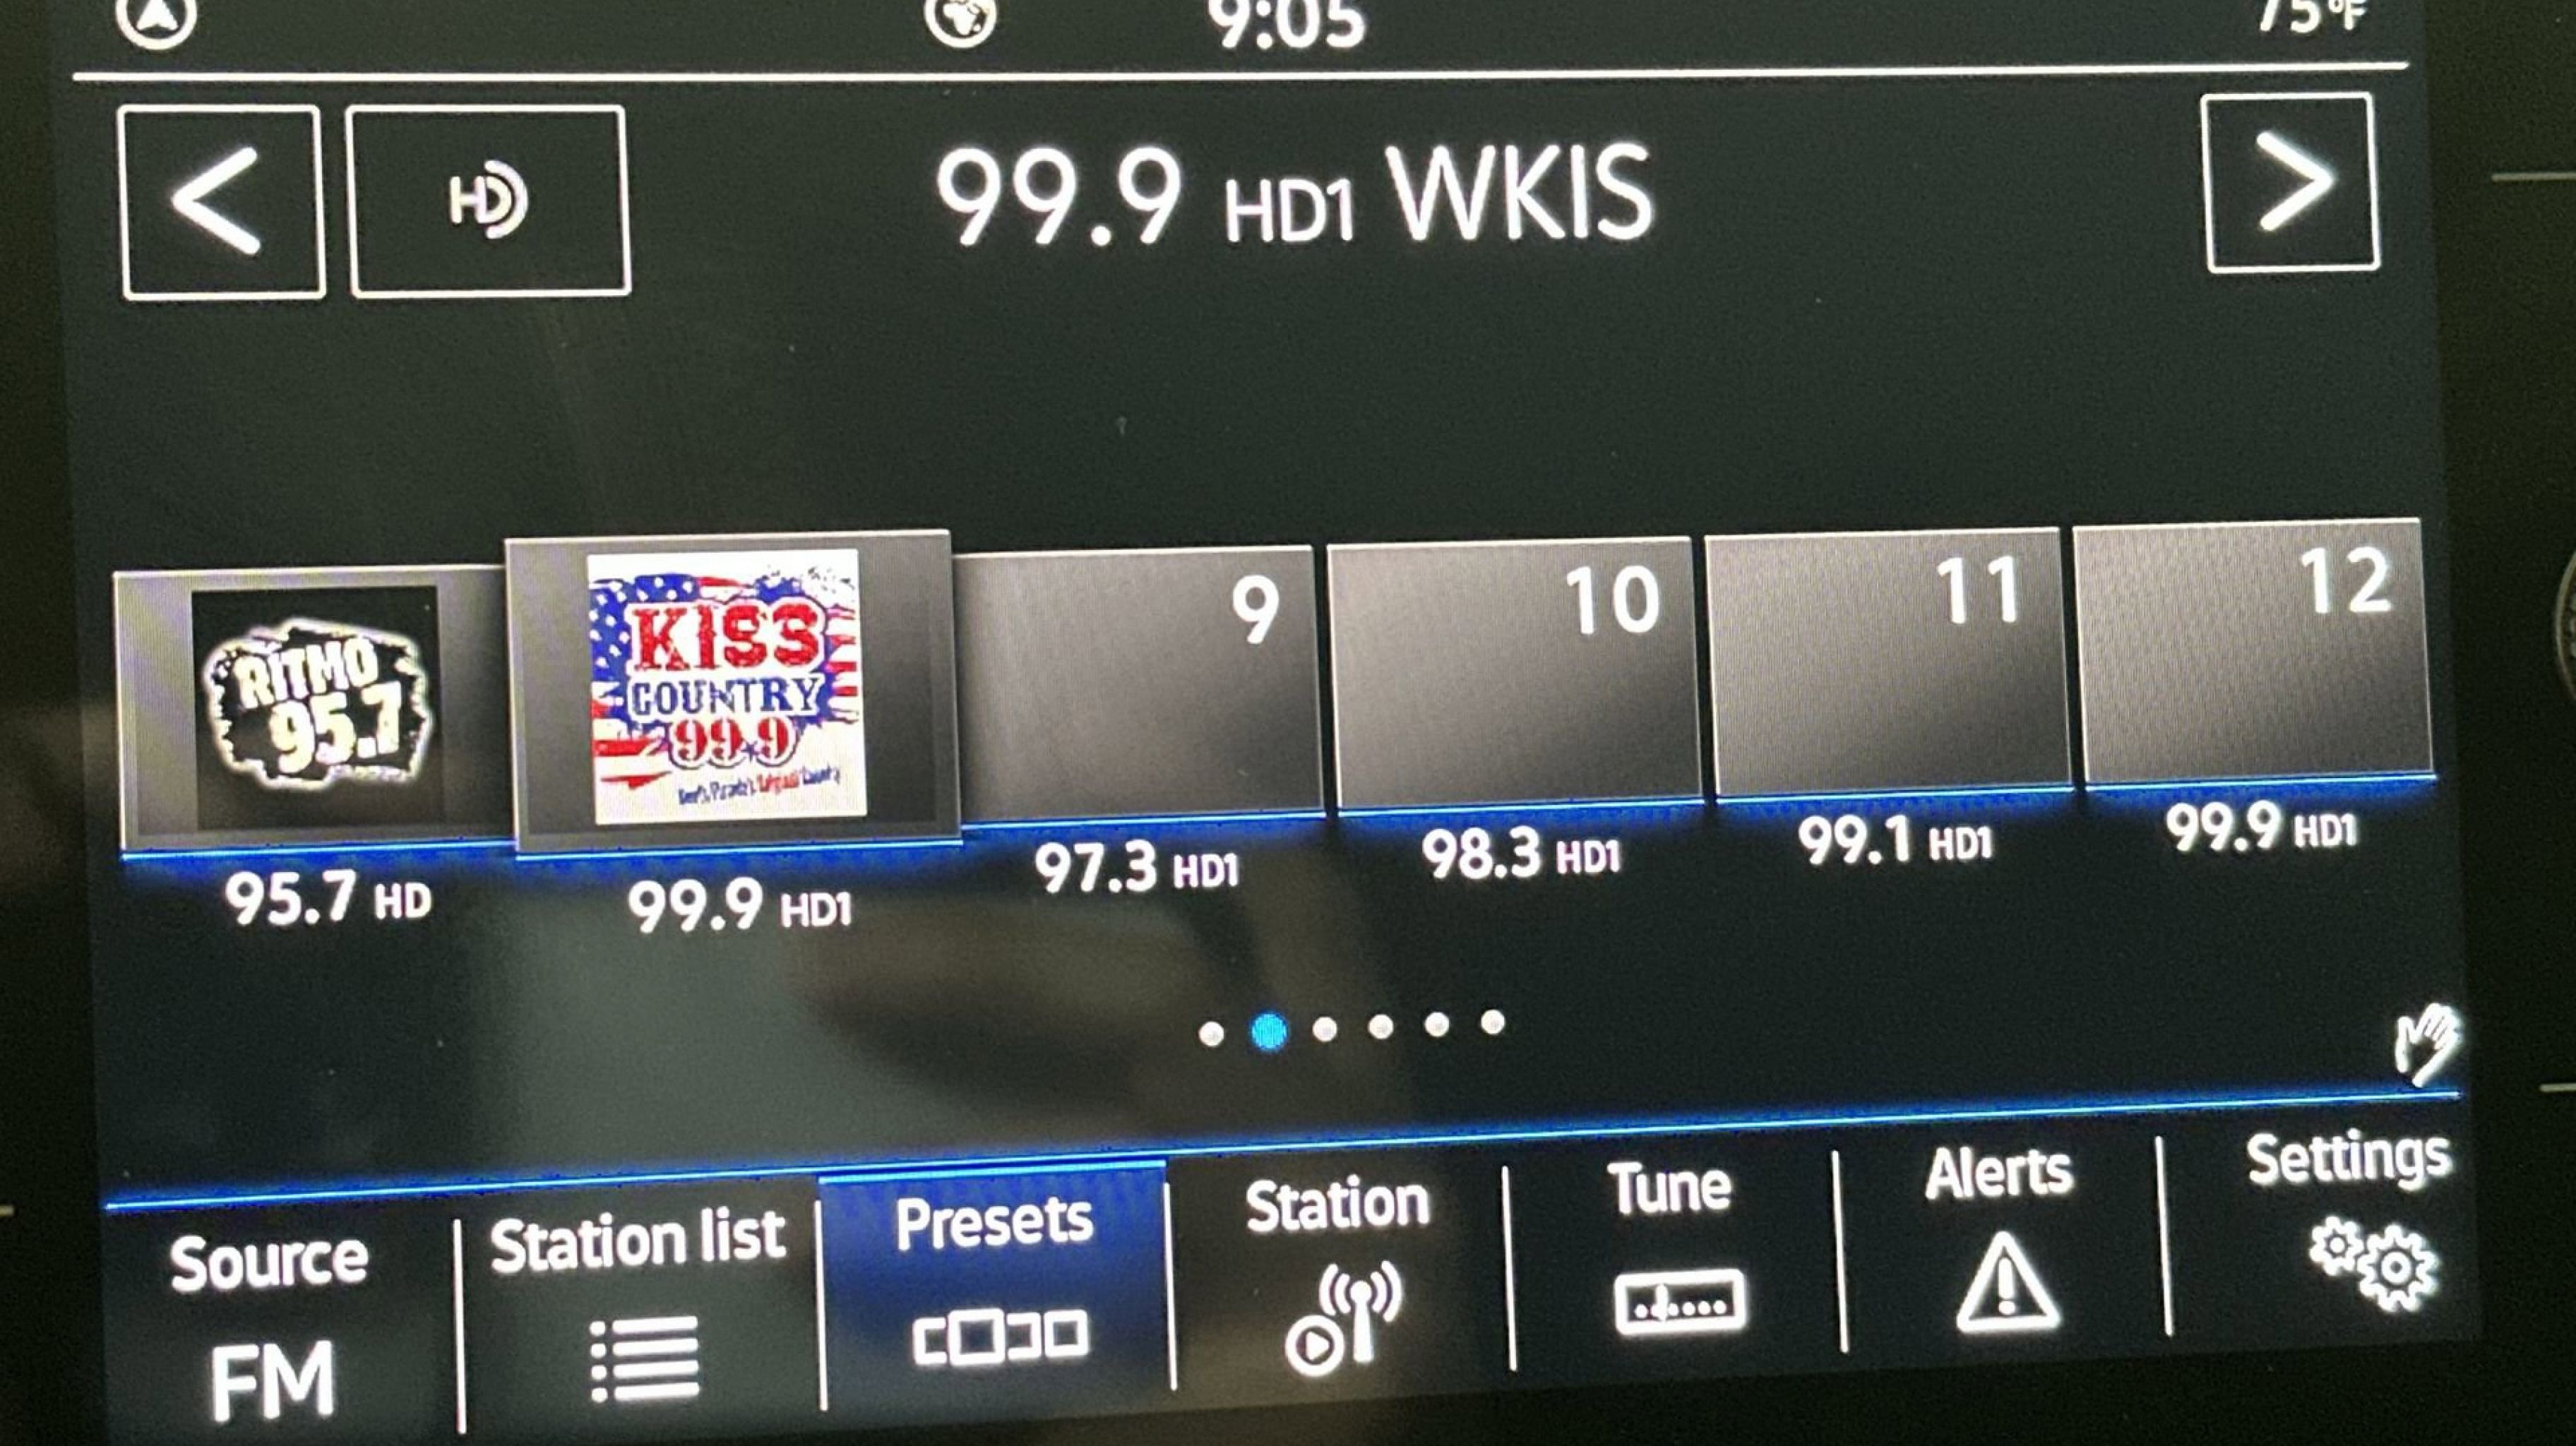 9:05
75°F
HD
99.9 HD1 WKIS
RITMO
95.7
KISS
COUNTRY
99.9
9
10
11
12
95.7 HD
99.9 HD1
97.3 HD1
98.3 HD1
99.1 HD1
99.9 HD1
Source
FM
Station list
Presets
Station
Tune
Alerts
Settings